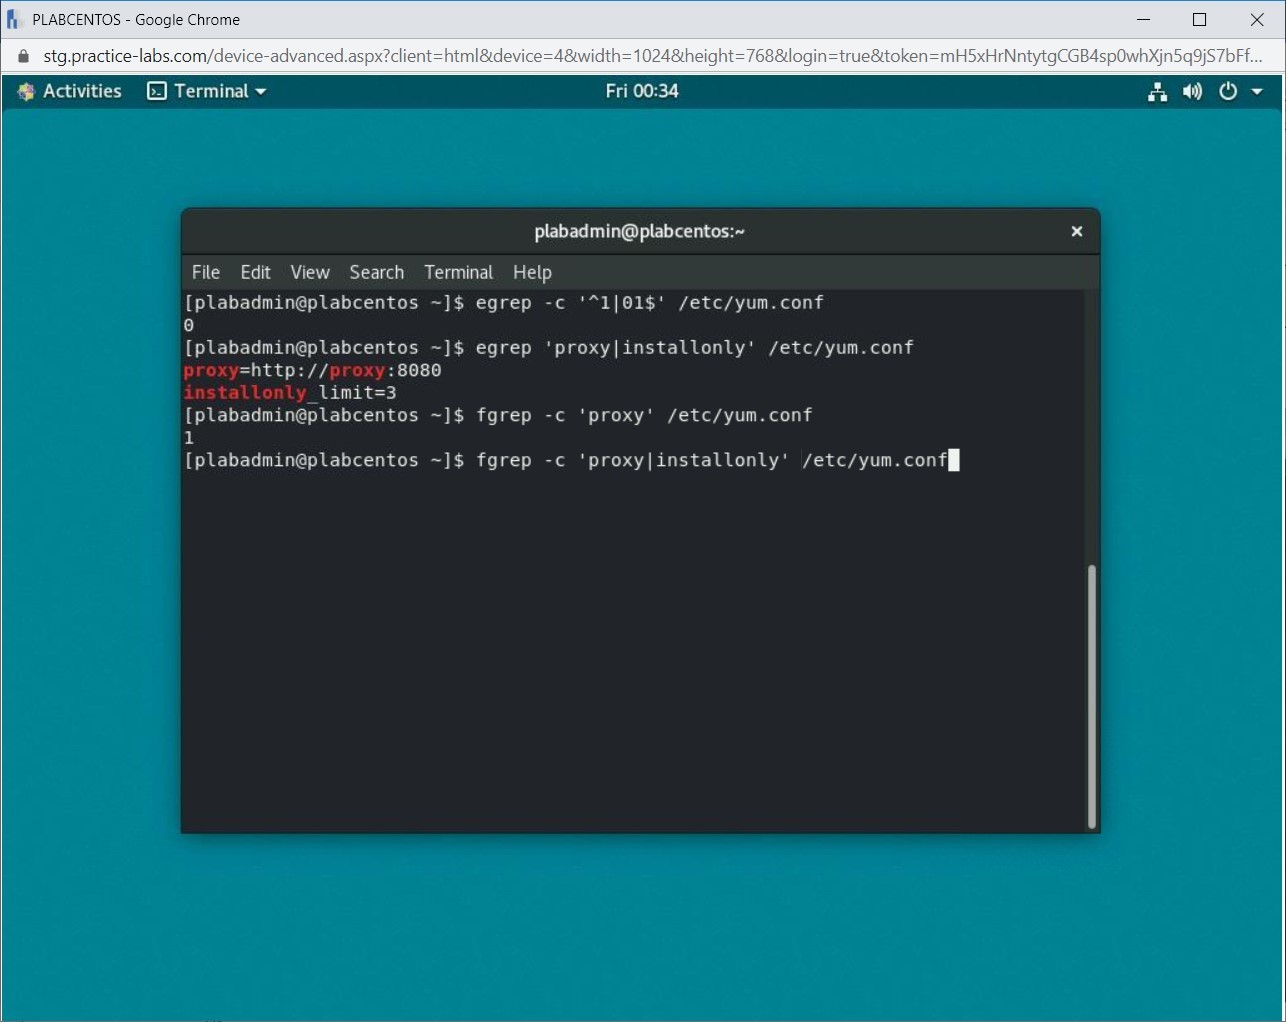 PLABCENTOS - Google Chrome
stg.practice-labs.com/device-advanced.aspx?client=html&device=4&width=1024&height=768&login=true&token=mH5xHrNntytgCGB4sp0whXjn5q9jS7bFf...
Activities Terminal Fri 00:34
plabadmin@plabcentos:~
File Edit View Search Terminal Help
[plabadmin@plabcentos ~]$ egrep -c '^1|01$' /etc/yum.conf
0
[plabadmin@plabcentos ~]$ egrep 'proxy|installonly' /etc/yum.conf
proxy=http://proxy:8080
installonly_limit=3
[plabadmin@plabcentos ~]$ fgrep -c 'proxy' /etc/yum.conf
1
[plabadmin@plabcentos ~]$ fgrep -c 'proxy|installonly' /etc/yum.conf